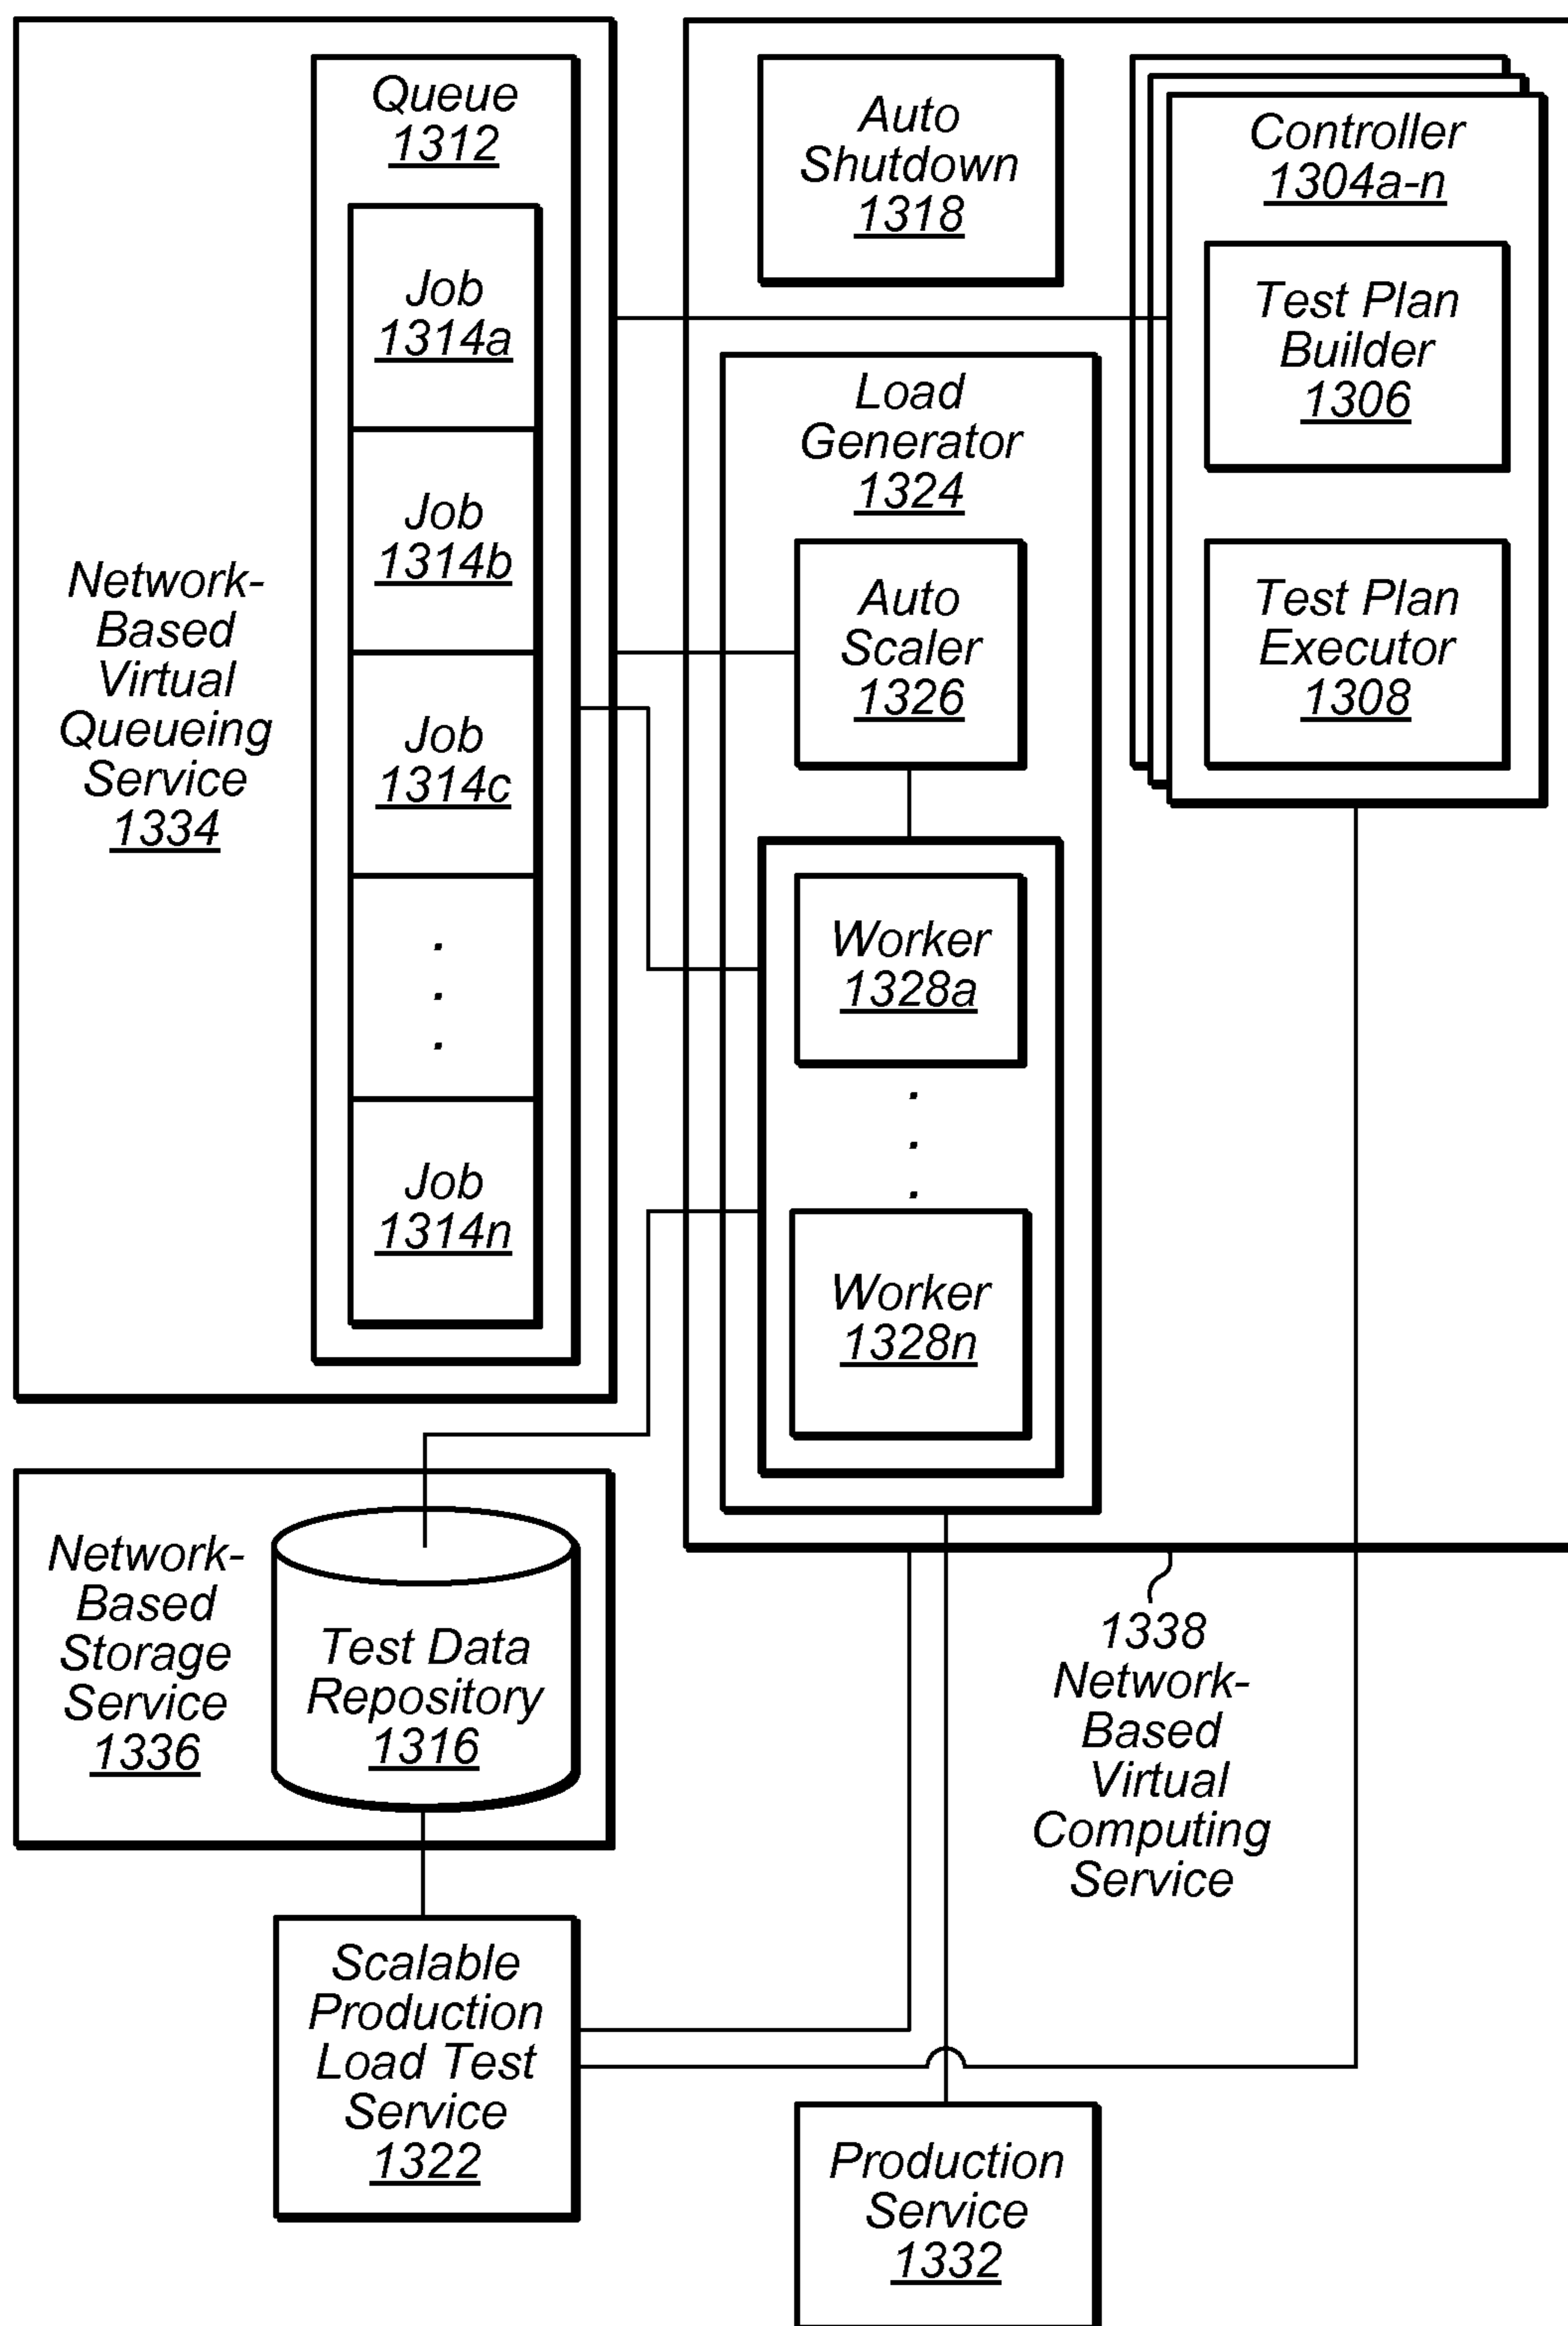 Network-
Based
Virtual
Queueing
Service
1334
Queue
1312
Job
1314a
Job
1314b
Job
1314c
.
.
.
Job
1314n
Auto
Shutdown
1318
Load
Generator
1324
Auto
Scaler
1326
Worker
1328a
.
.
.
Worker
1328n
Controller
1304a-n
Test Plan
Builder
1306
Test Plan
Executor
1308
Network-
Based
Storage
Service
1336
Test Data
Repository
1316
1338
Network-
Based
Virtual
Computing
Service
Scalable
Production
Load Test
Service
1322
Production
Service
1332